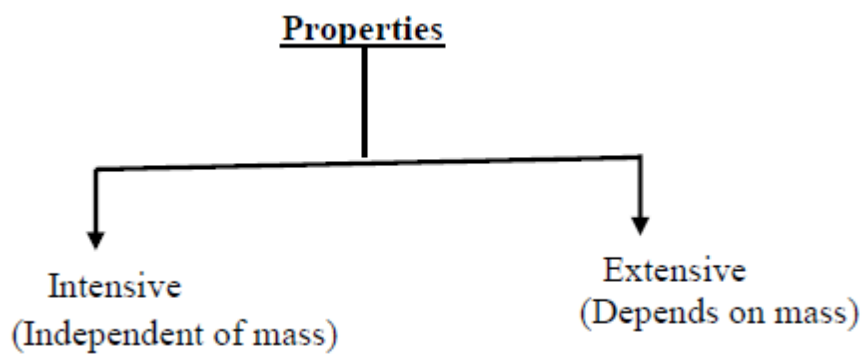 Properties
Intensive
(Independent of mass)
Extensive
(Depends on mass)